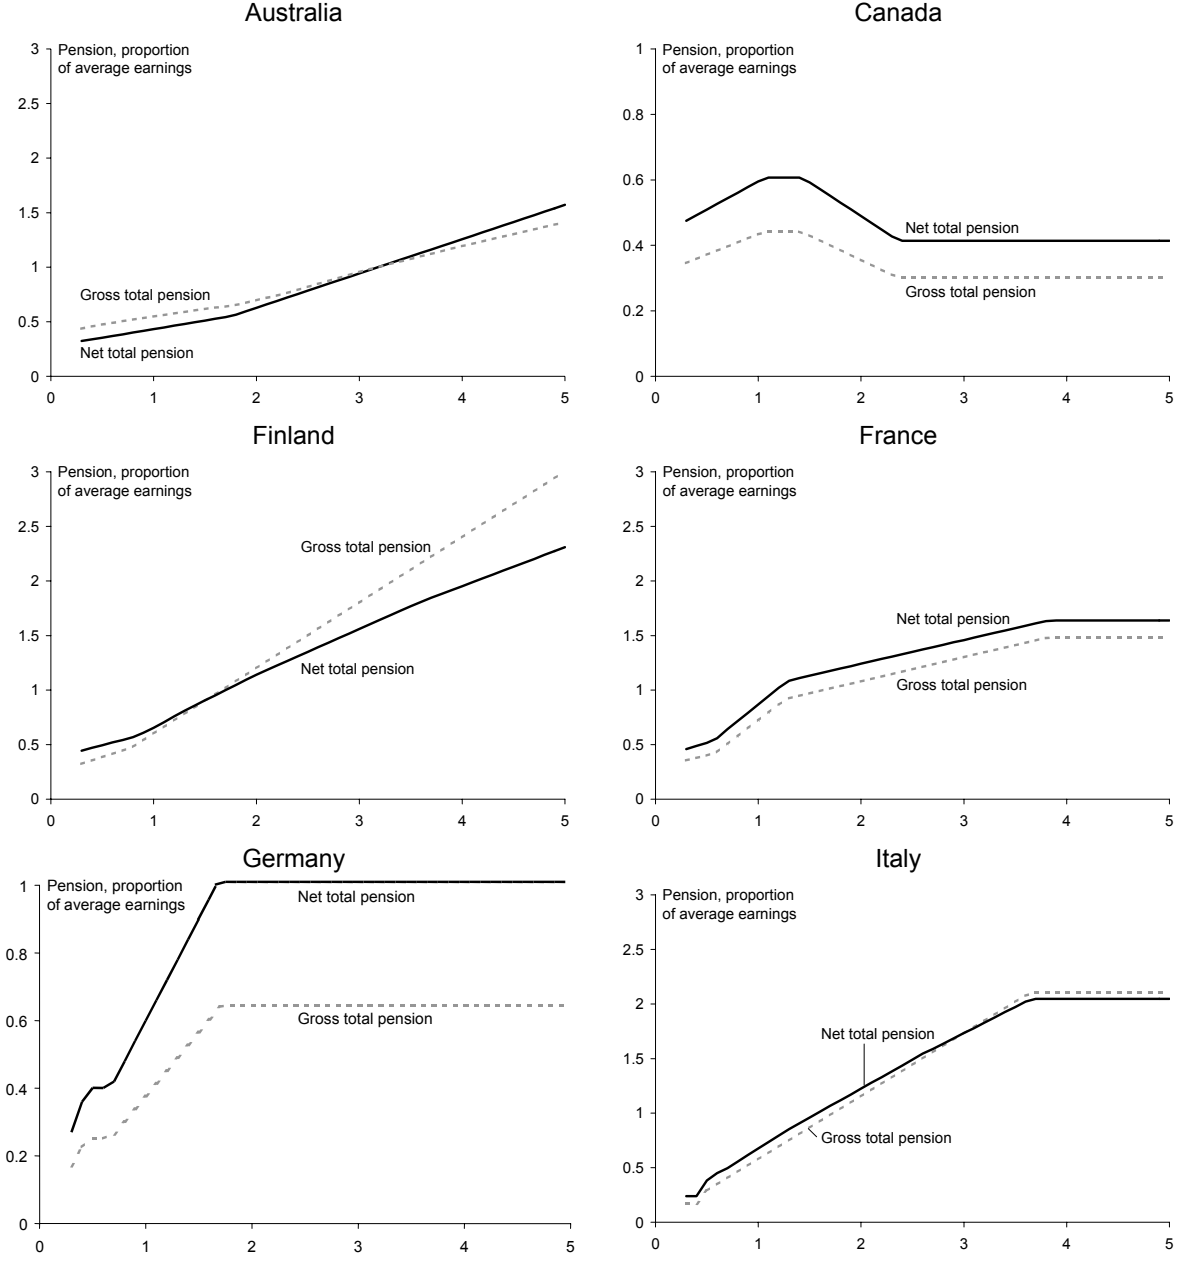 Australia
Pension, proportion
of average earnings
3
2.5
2
1.5
1
0.5
0
Gross total pension
Net total pension
0 1 2 3 4 5
Canada
Pension, proportion
of average earnings
1
0.8
0.6
0.4
0.2
0
Net total pension
Gross total pension
0 1 2 3 4 5
Finland
Pension, proportion
of average earnings
3
2.5
2
1.5
1
0.5
0
Gross total pension
Net total pension
0 1 2 3 4 5
France
Pension, proportion
of average earnings
3
2.5
2
1.5
1
0.5
0
Net total pension
Gross total pension
0 1 2 3 4 5
Germany
Pension, proportion
of average earnings
1
0.8
0.6
0.4
0.2
0
Net total pension
Gross total pension
0 1 2 3 4 5
Italy
Pension, proportion
of average earnings
3
2.5
2
1.5
1
0.5
0
Net total pension
Gross total pension
0 1 2 3 4 5